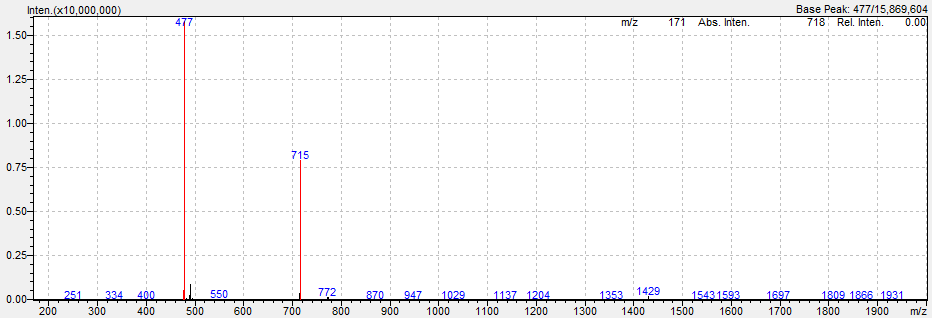 Inten.(x10,000,000)
Base Peak: 477/15,869,604
m/z 171 Abs. Inten. 718 Rel. Inten. 0.00
477
1.50
1.25
1.00
0.75
715
0.50
0.25
0.00
251 334 400 550 772 870 947 1029 1137 1204 1353 1429 1543 1593 1697 1809 1866 1931
200 300 400 500 600 700 800 900 1000 1100 1200 1300 1400 1500 1600 1700 1800 1900 m/z